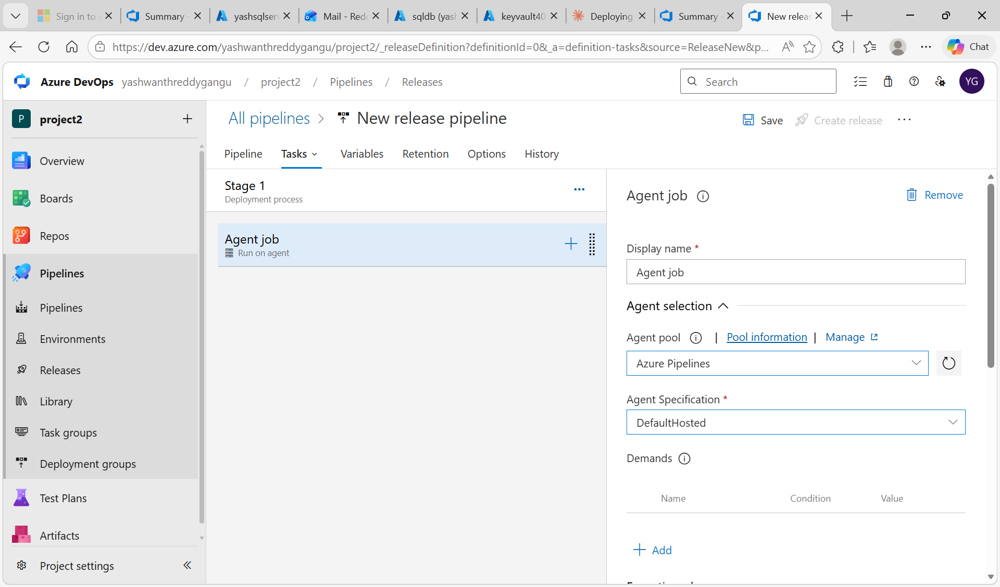 Sign in to y
Summary -
yashsqlserv
Mail - Redd
sqldb (yash
keyvault40
Deploying
Summary -
New releas
https://dev.azure.com/yashwanthreddygangu/project2/_releaseDefinition?definitionId=0&_a=definition-tasks&source=ReleaseNew&p...
Chat
Azure DevOps yashwanthreddygangu / project2 / Pipelines / Releases
Search
YG
P project2
Overview
Boards
Repos
Pipelines
Pipelines
Environments
Releases
Library
Task groups
Deployment groups
Test Plans
Artifacts
Project settings
All pipelines > New release pipeline
Save
Create release
Pipeline
Tasks
Variables
Retention
Options
History
Stage 1
Deployment process
Agent job
Run on agent
Agent job
Remove
Display name *
Agent job
Agent selection
Agent pool | Pool information | Manage
Azure Pipelines
Agent Specification *
DefaultHosted
Demands
Name Condition Value
Add